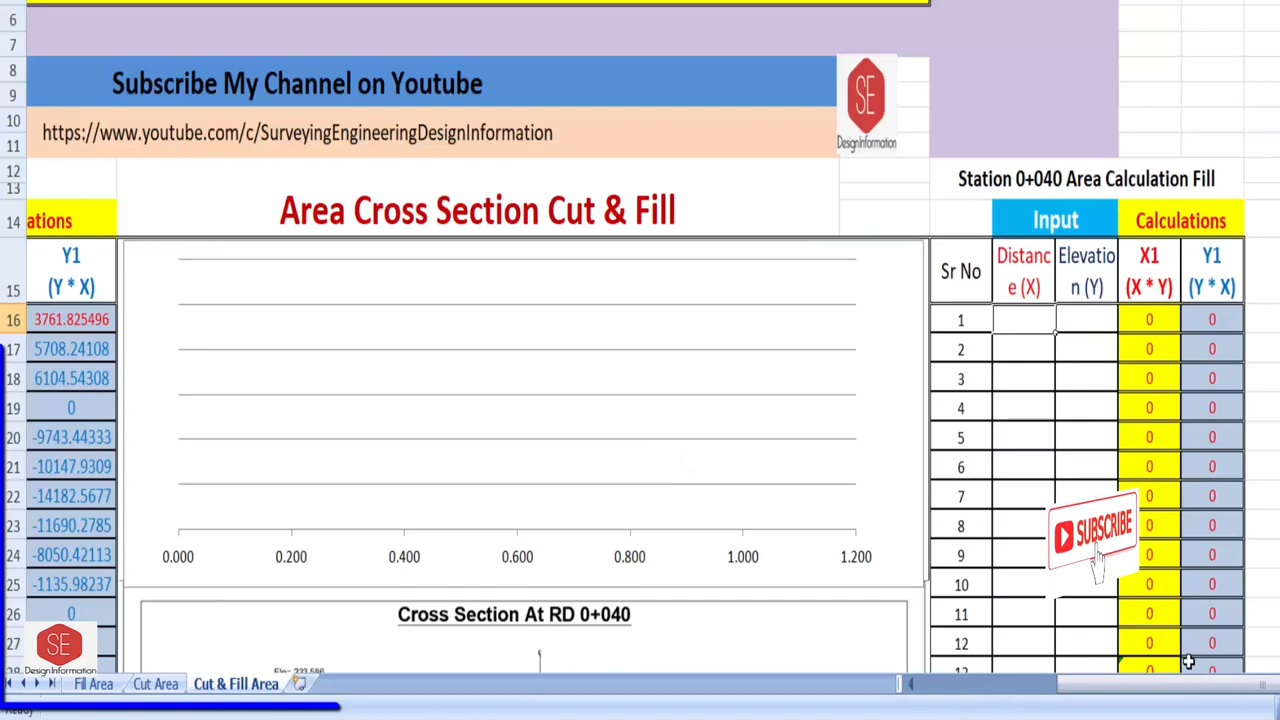 6
7
8 Subscribe My Channel on Youtube
9
10 https://www.youtube.com/c/SurveyingEngineeringDesignInformation
11
SE
DesignInformation
12 Station 0+040 Area Calculation Fill
13
14 ations Area Cross Section Cut & Fill Input Calculations
15 Y1 (Y * X) Sr No Distance (X) Elevation (Y) X1 (X * Y) Y1 (Y * X)
16 3761.825496 1 0 0
17 5708.24108 2 0 0
18 6104.54308 3 0 0
19 0 4 0 0
20 -9743.44333 5 0 0
21 -10147.9309 6 0 0
22 -14182.5677 7 0 0
23 -11690.2785 8 0
24 -8050.42113 9 0 0
25 -1135.98237 10 0 0
26 0 11 0 0
27 12 0 0
0.000 0.200 0.400 0.600 0.800 1.000 1.200
SUBSCRIBE
Cross Section At RD 0+040
Ele= 233.586
SE
DesignInformation
Fill Area Cut Area Cut & Fill Area
Ready